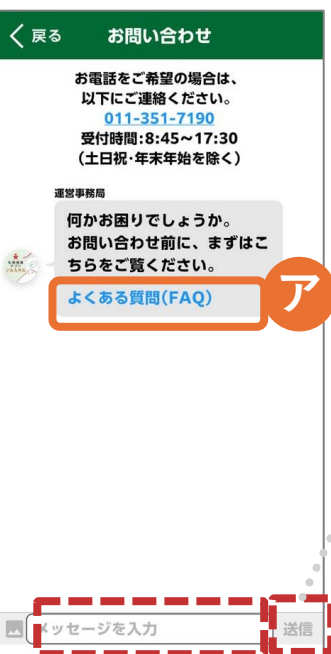 戻る
お問い合わせ
お電話をご希望の場合は、
以下にご連絡ください。
011-351-7190
受付時間:8:45〜17:30
(土日祝・年末年始を除く)
運営事務局
何かお困りでしょうか。
お問い合わせ前に、まずはこ
ちらをご覧ください。
よくある質問(FAQ)
ア
メッセージを入力
送信